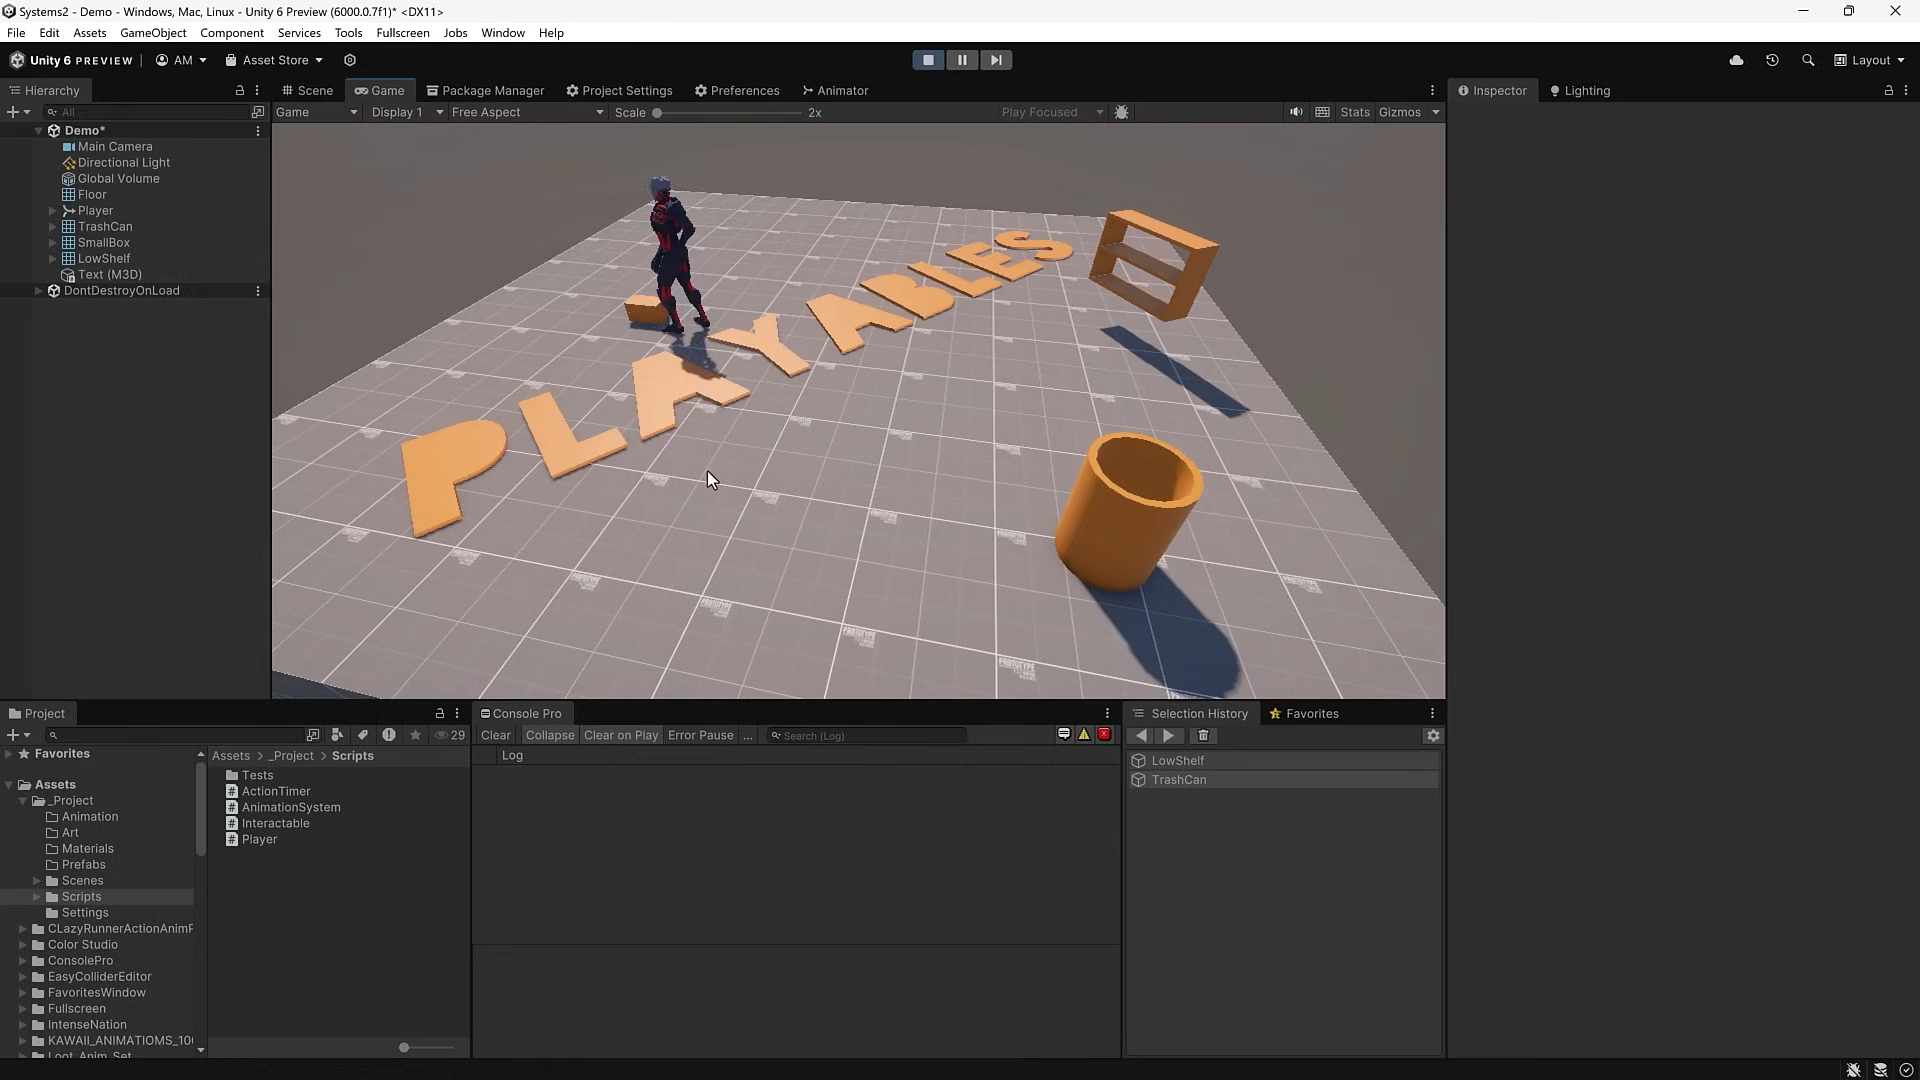 Systems2 - Demo - Windows, Mac, Linux - Unity 6 Preview (6000.0.7f1)* <DX11>
File Edit Assets GameObject Component Services Tools Fullscreen Jobs Window Help
Unity 6 PREVIEW AM Asset Store Layout
Hierarchy Scene Game Package Manager Project Settings Preferences Animator Inspector Lighting
All Game Display 1 Free Aspect Scale 2x Play Focused Stats Gizmos
Demo*
Main Camera
Directional Light
Global Volume
Floor
Player
TrashCan
SmallBox
LowShelf
Text (M3D)
DontDestroyOnLoad
PLAYABLES
PROTOTYPE
PROTOTYPE
Project Console Pro Selection History Favorites
29 Clear Collapse Clear on Play Error Pause ... Search (Log)
Favorites
Assets
_Project
Animation
Art
Materials
Prefabs
Scenes
Scripts
Settings
CLazyRunnerActionAnimP
Color Studio
ConsolePro
EasyColliderEditor
FavoritesWindow
Fullscreen
IntenseNation
KAWAII_ANIMATIOMS_10
Loot_Anim_Set
Assets > _Project > Scripts
Tests
ActionTimer
AnimationSystem
Interactable
Player
Log
LowShelf
TrashCan